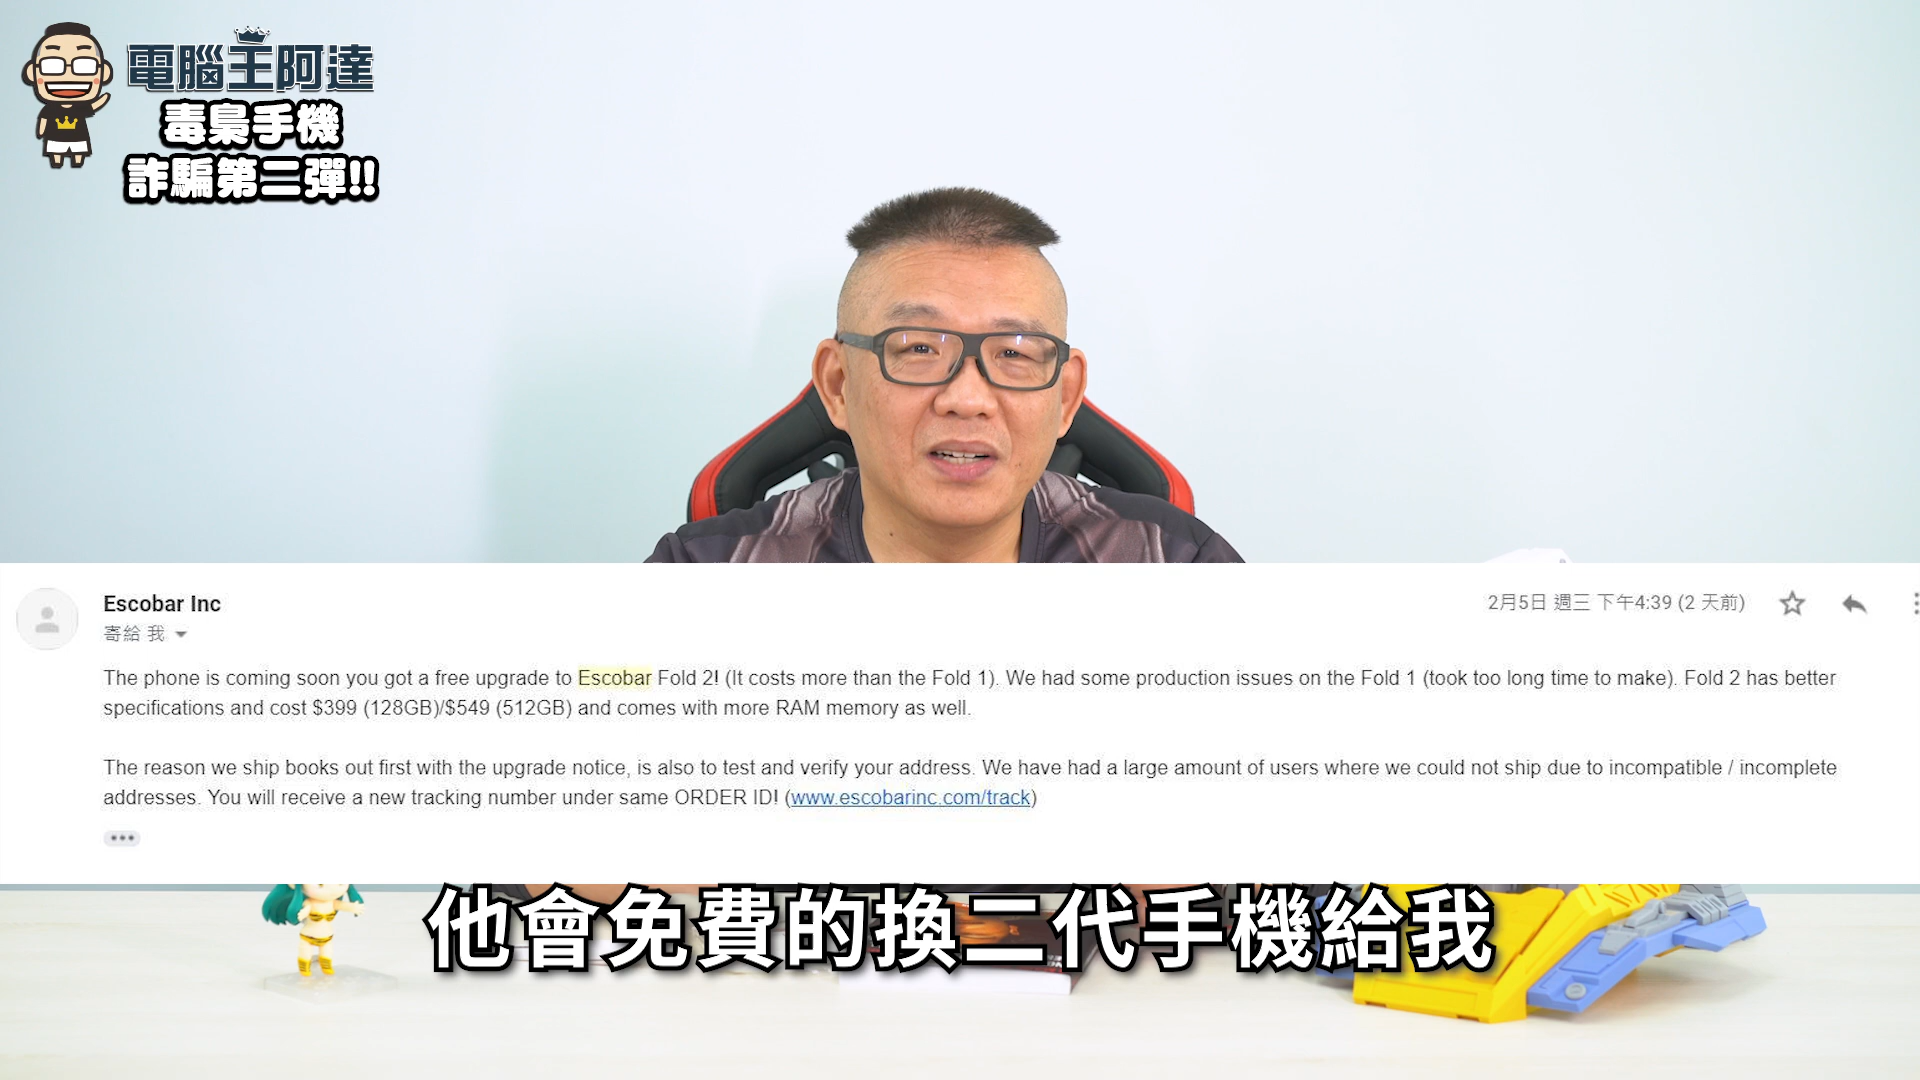 電腦王阿達
毒梟手機
詐騙第二彈!!
Escobar Inc
2月5日 週三 下午4:39 (2 天前)
寄給 我
The phone is coming soon you got a free upgrade to Escobar Fold 2! (It costs more than the Fold 1). We had some production issues on the Fold 1 (took too long time to make). Fold 2 has better
specifications and cost $399 (128GB)/$549 (512GB) and comes with more RAM memory as well.
The reason we ship books out first with the upgrade notice, is also to test and verify your address. We have had a large amount of users where we could not ship due to incompatible / incomplete
addresses. You will receive a new tracking number under same ORDER ID! (www.escobarinc.com/track)
他會免費的換二代手機給我